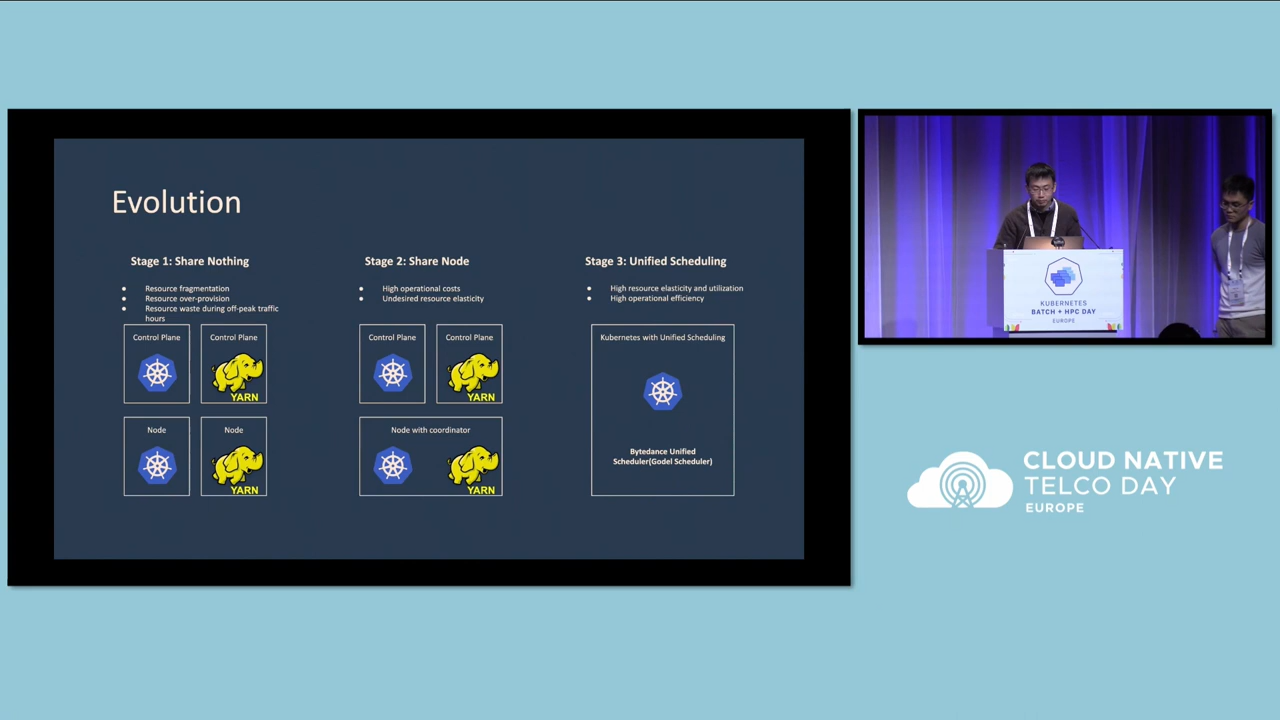 Evolution
Stage 1: Share Nothing
Resource fragmentation
Resource over-provision
Resource waste during off-peak traffic
hours
Control Plane
Control Plane
YARN
Node
Node
YARN
Stage 2: Share Node
High operational costs
Undesired resource elasticity
Control Plane
Control Plane
YARN
Node with coordinator
YARN
Stage 3: Unified Scheduling
High resource elasticity and utilization
High operational efficiency
Kubernetes with Unified Scheduling
Bytedance Unified
Scheduler(Godel Scheduler)
KUBERNETES
BATCH + HPC DAY
EUROPE
CLOUD NATIVE
TELCO DAY
EUROPE